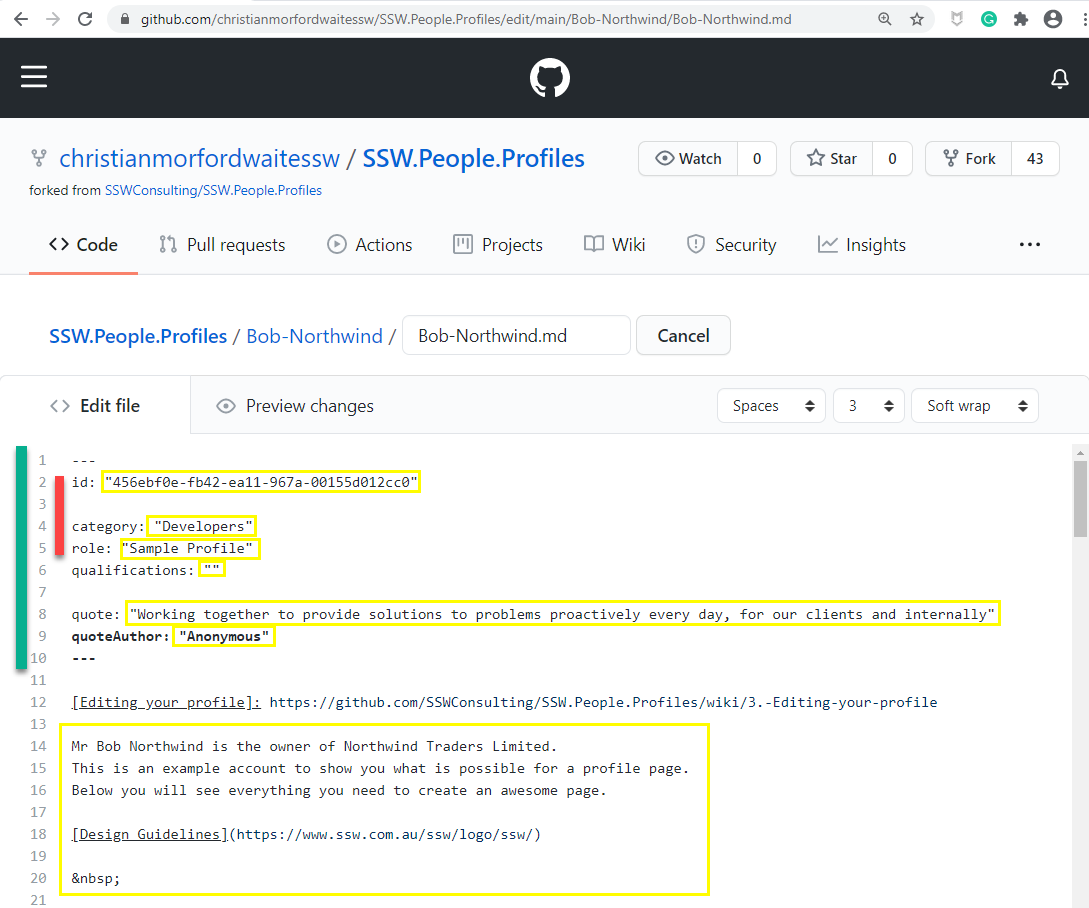 github.com/christianmorfordwaitessw/SSW.People.Profiles/edit/main/Bob-Northwind/Bob-Northwind.md
christianmorfordwaitessw / SSW.People.Profiles
Watch 0 Star 0 Fork 43
forked from SSWConsulting/SSW.People.Profiles
Code Pull requests Actions Projects Wiki Security Insights
SSW.People.Profiles / Bob-Northwind / Bob-Northwind.md Cancel
Edit file Preview changes Spaces 3 Soft wrap
1 ---
2 id: "456ebf0e-fb42-ea11-967a-00155d012cc0"
3
4 category: "Developers"
5 role: "Sample Profile"
6 qualifications: ""
7
8 quote: "Working together to provide solutions to problems proactively every day, for our clients and internally"
9 quoteAuthor: "Anonymous"
10 ---
11
12 [Editing your profile]: https://github.com/SSWConsulting/SSW.People.Profiles/wiki/3.-Editing-your-profile
13
14 Mr Bob Northwind is the owner of Northwind Traders Limited.
15 This is an example account to show you what is possible for a profile page.
16 Below you will see everything you need to create an awesome page.
17
18 [Design Guidelines](https://www.ssw.com.au/ssw/logo/ssw/)
19
20 &nbsp;
21